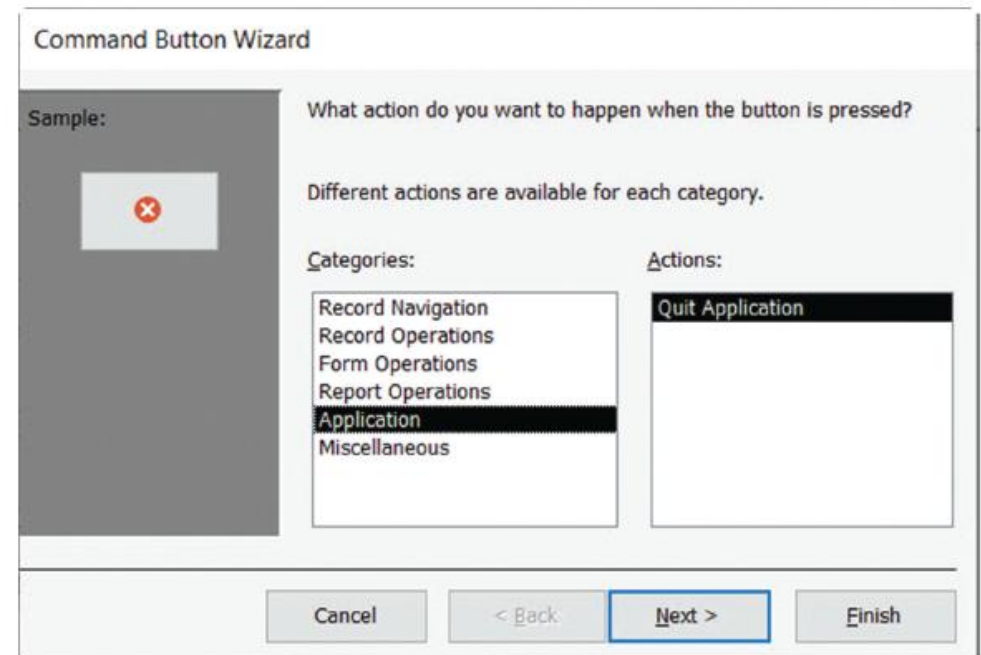 Command Button Wizard
Sample:
What action do you want to happen when the button is pressed?
Different actions are available for each category.
Categories:
Actions:
Record Navigation
Record Operations
Form Operations
Report Operations
Application
Miscellaneous
Quit Application
Cancel
< Back
Next >
Finish